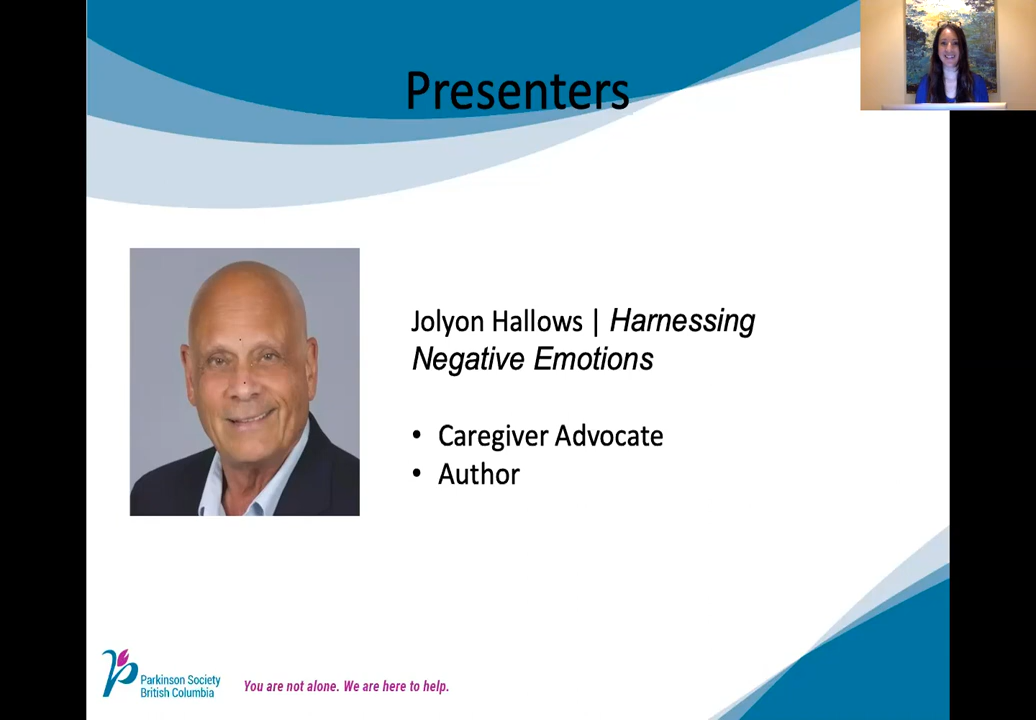 Presenters
Jolyon Hallows | Harnessing
Negative Emotions
• Caregiver Advocate
• Author
Parkinson Society
British Columbia
You are not alone. We are here to help.